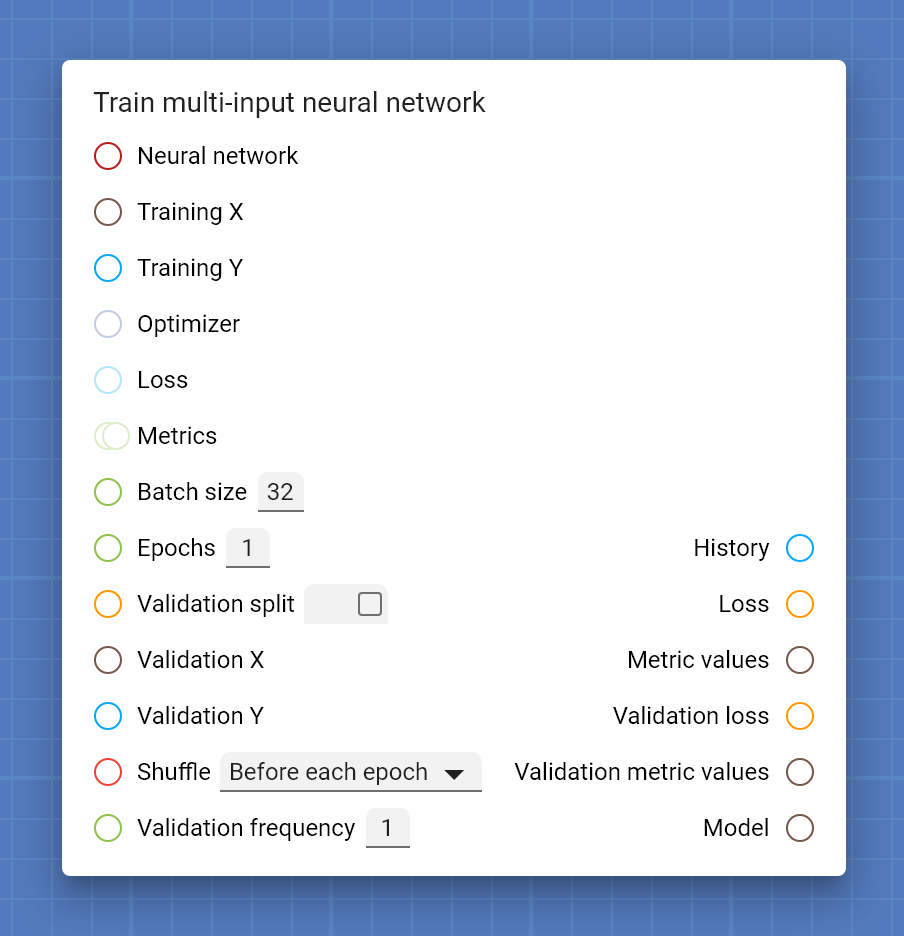 Train multi-input neural network
Neural network
Training X
Training Y
Optimizer
Loss
Metrics
Batch size 32
Epochs 1 History
Validation split Loss
Validation X Metric values
Validation Y Validation loss
Shuffle Before each epoch Validation metric values
Validation frequency 1 Model